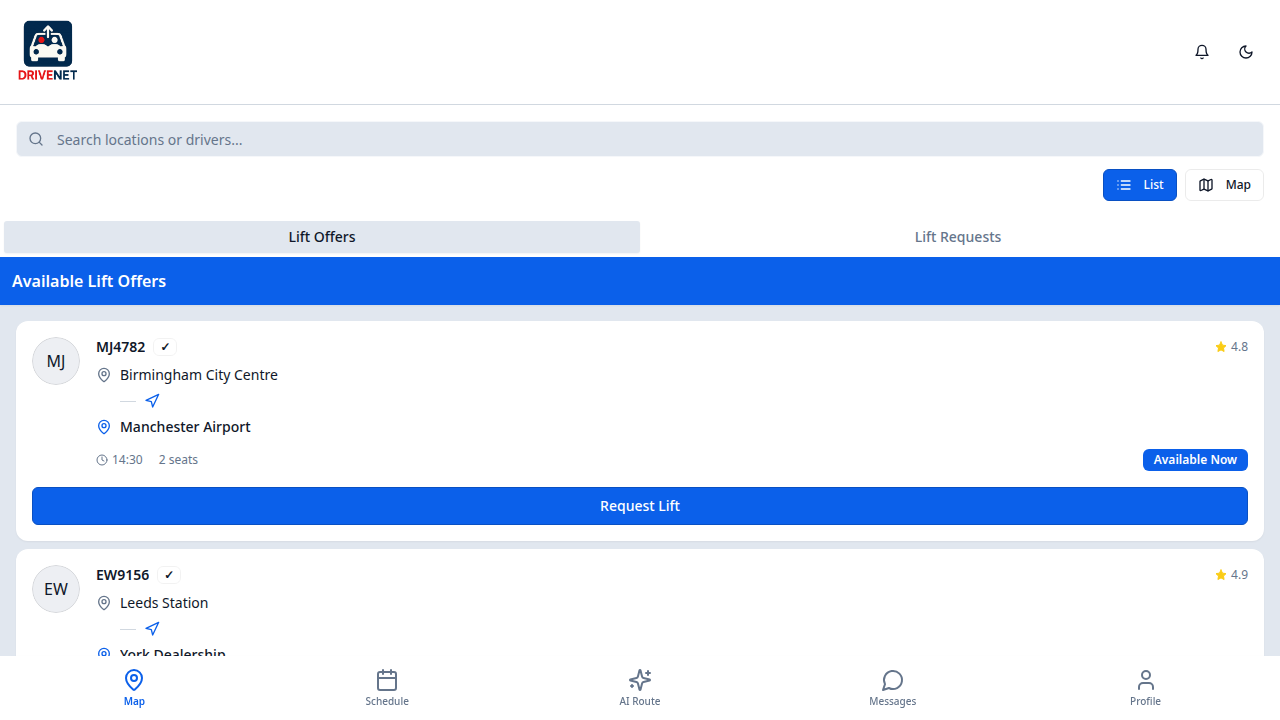 DRIVENET
Search locations or drivers...
List
Map
Lift Offers
Lift Requests
Available Lift Offers
MJ
MJ4782 ✓
4.8
Birmingham City Centre
Manchester Airport
14:30 2 seats
Available Now
Request Lift
EW
EW9156 ✓
4.9
Leeds Station
York Dealership
Map
Schedule
AI Route
Messages
Profile